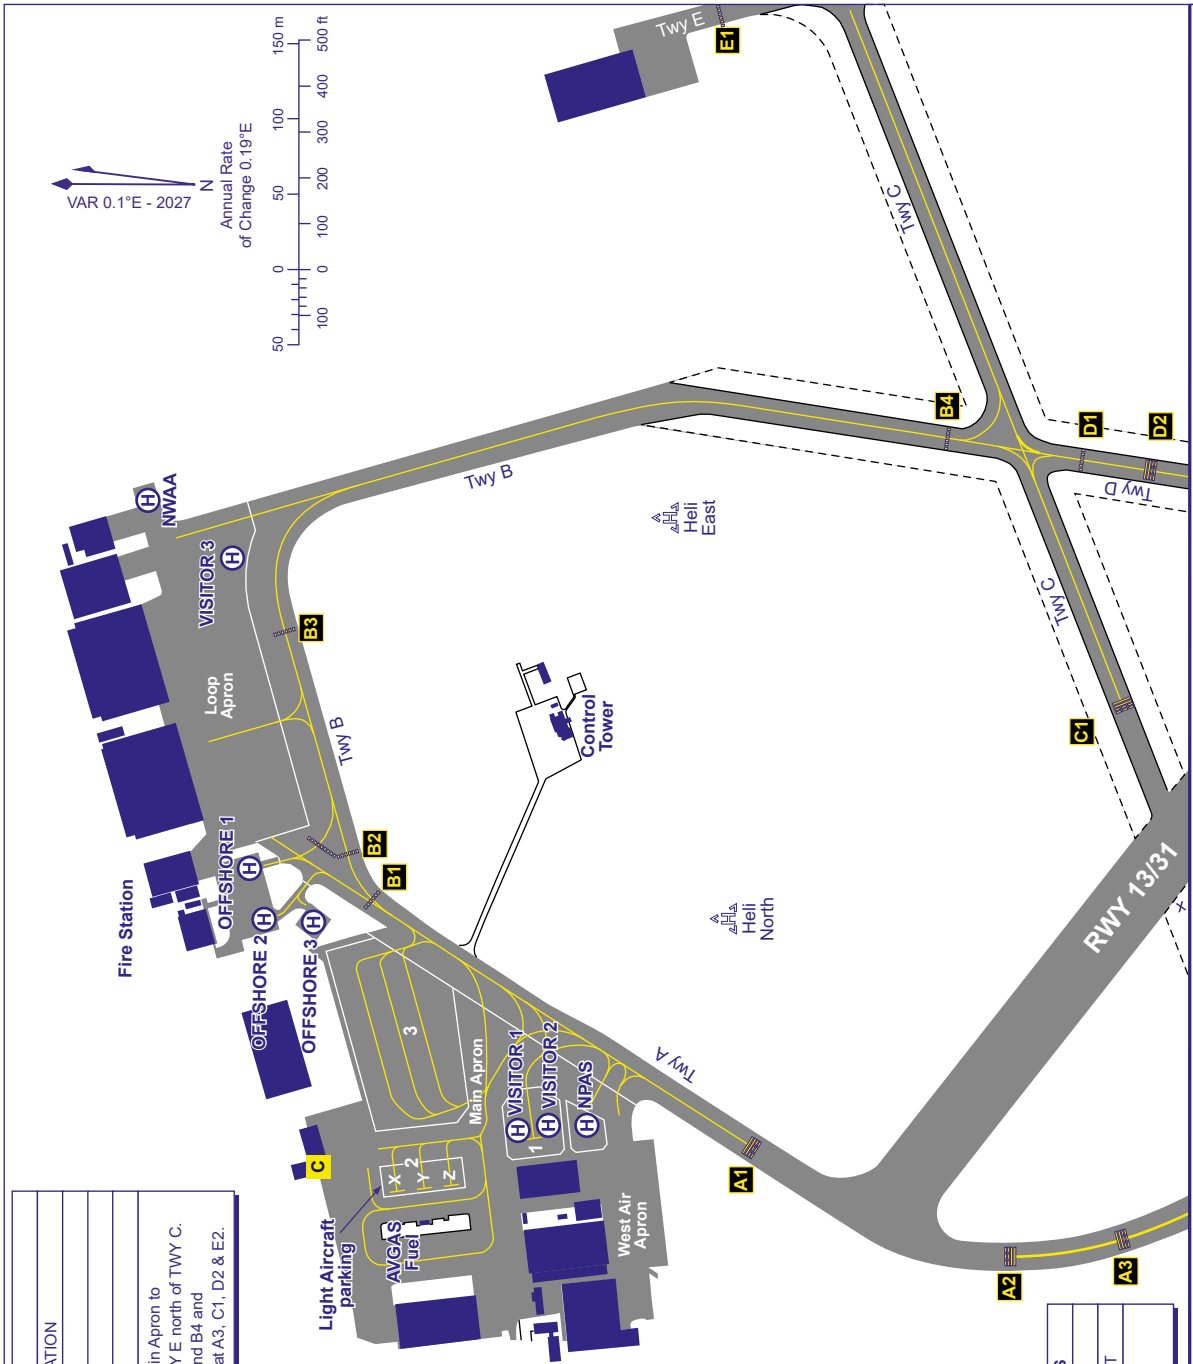 VAR 0.1°E - 2027
N
Annual Rate
of Change 0.19°E
150 m
100
50
0
50
500 ft
400
300
200
100
0
100
Twy E
E1
Twy C
B4
D1
D2
Twy D
Twy C
C1
RWY 13/31
x
NWAA
H
VISITOR 3
H
Twy B
Heli
East
H
B3
Loop
Apron
Twy B
Control
Tower
B2
B1
OFFSHORE 1
H
OFFSHORE 2
H
OFFSHORE 3
H
Fire Station
Heli
North
H
3
Main Apron
VISITOR 1
H
VISITOR 2
H
NPAS
H
1
Twy A
C
2
X
Y
Z
Light Aircraft
parking
AVGAS
Fuel
West Air
Apron
A1
A2
A3
ATION
in Apron to
Y E north of TWY C.
nd B4 and
at A3, C1, D2 & E2.
S
T